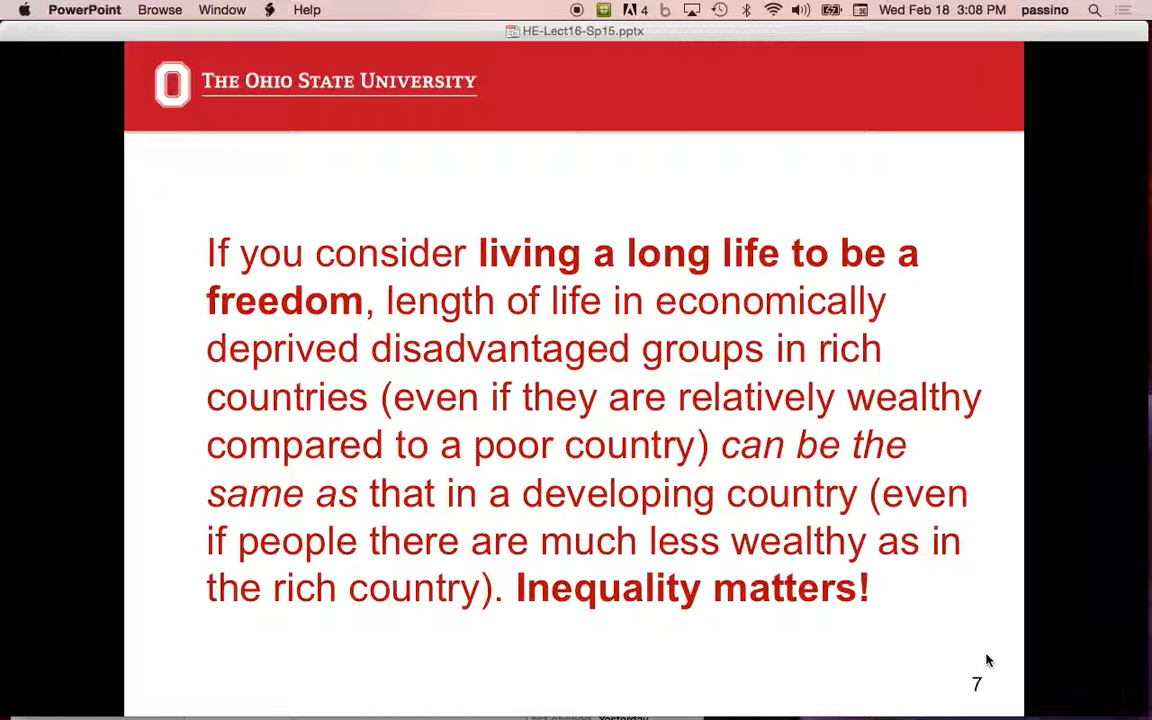 PowerPoint Browse Window Help 4 Wed Feb 18 3:08 PM passino
HE-Lect16-Sp15.pptx
THE OHIO STATE UNIVERSITY
If you consider living a long life to be a
freedom, length of life in economically
deprived disadvantaged groups in rich
countries (even if they are relatively wealthy
compared to a poor country) can be the
same as that in a developing country (even
if people there are much less wealthy as in
the rich country). Inequality matters!
7